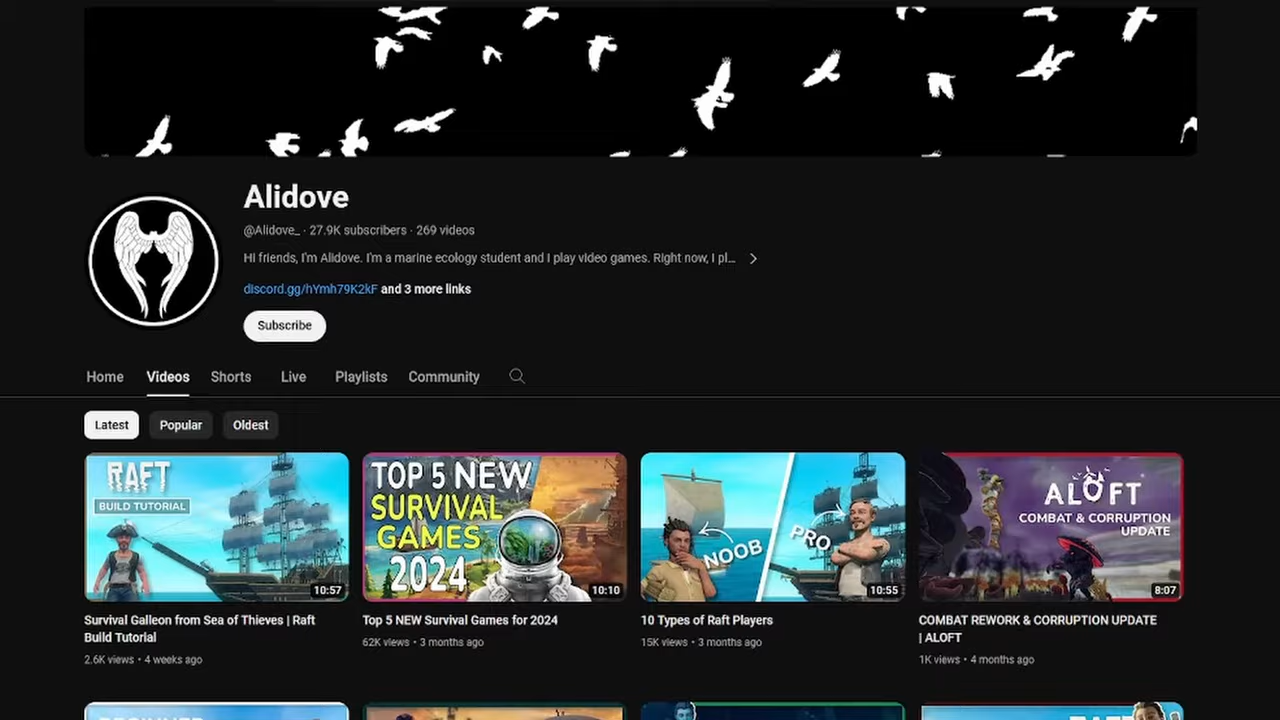 Alidove
@Alidove_ · 27.9K subscribers · 269 videos
Hi friends, I'm Alidove. I'm a marine ecology student and I play video games. Right now, I pl...
discord.gg/hYmh79K2kF and 3 more links
Subscribe
Home Videos Shorts Live Playlists Community
Latest Popular Oldest
RAFT
BUILD TUTORIAL
10:57
TOP 5 NEW
SURVIVAL
GAMES
2024
10:10
NOOB
PRO
10:55
ALOFT
COMBAT & CORRUPTION
UPDATE
8:07
Survival Galleon from Sea of Thieves | Raft
Build Tutorial
2.6K views • 4 weeks ago
Top 5 NEW Survival Games for 2024
62K views • 3 months ago
10 Types of Raft Players
15K views • 3 months ago
COMBAT REWORK & CORRUPTION UPDATE
| ALOFT
1K views • 4 months ago